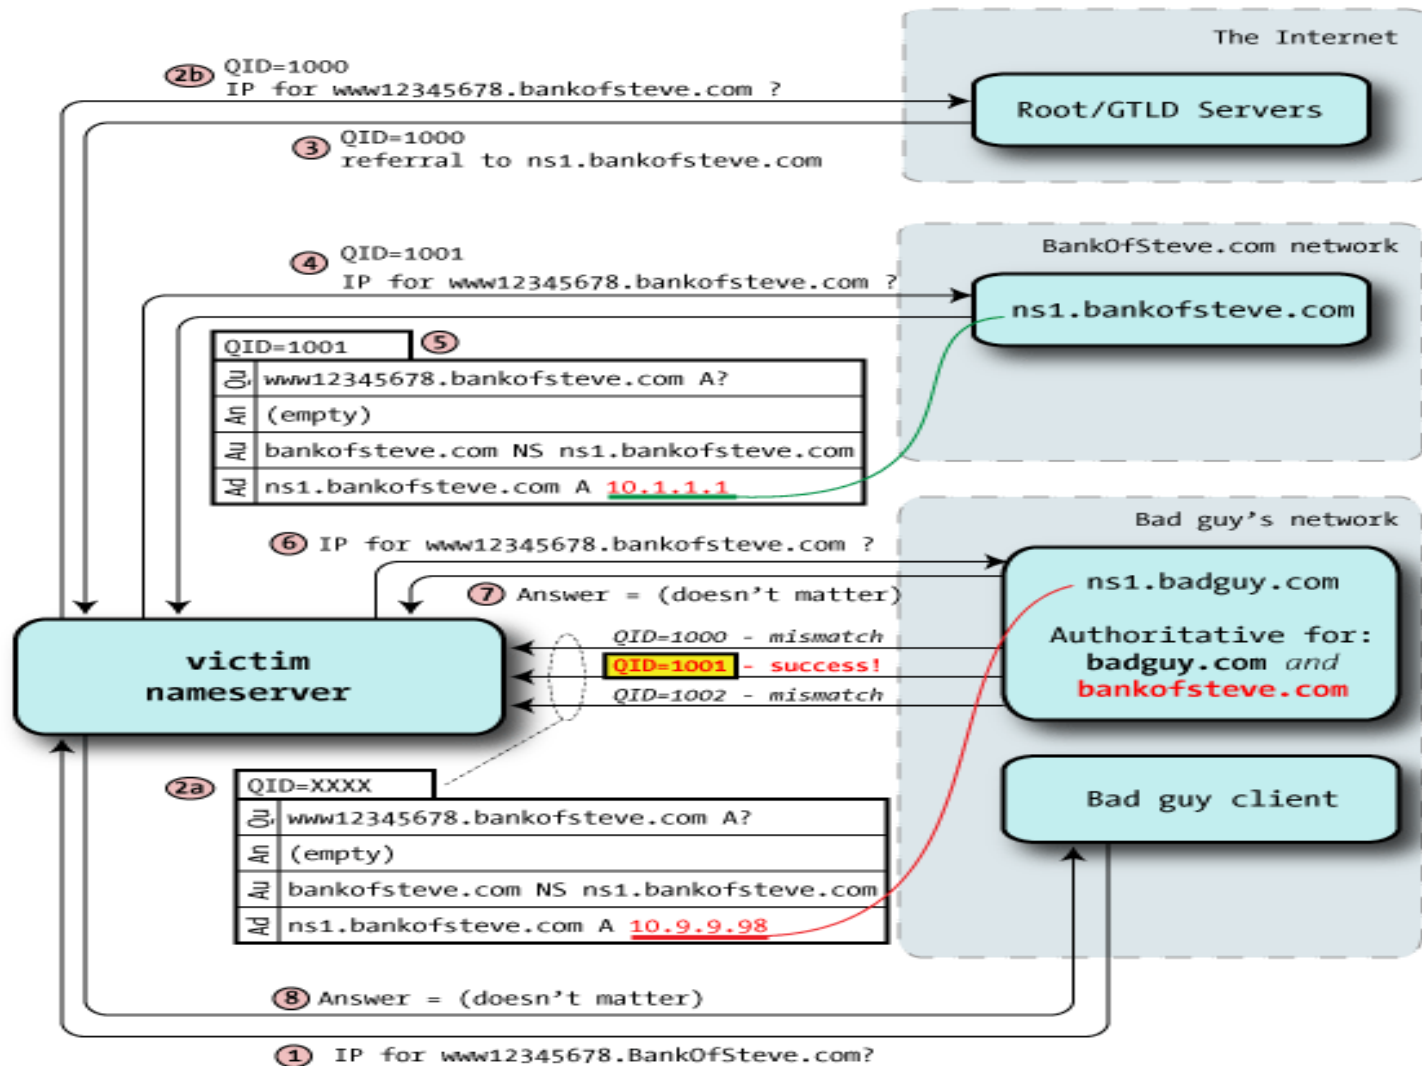 The Internet
Root/GTLD Servers
2b QID=1000
IP for www12345678.bankofsteve.com ?
3 QID=1000
referral to ns1.bankofsteve.com
BankOfSteve.com network
ns1.bankofsteve.com
4 QID=1001
IP for www12345678.bankofsteve.com ?
QID=1001 5
Qu www12345678.bankofsteve.com A?
An (empty)
Au bankofsteve.com NS ns1.bankofsteve.com
Ad ns1.bankofsteve.com A 10.1.1.1
Bad guy's network
6 IP for www12345678.bankofsteve.com ?
7 Answer = (doesn't matter)
ns1.badguy.com
Authoritative for:
badguy.com and
bankofsteve.com
QID=1000 - mismatch
QID=1001 - success!
QID=1002 - mismatch
victim
nameserver
Bad guy client
2a QID=XXXX
Qu www12345678.bankofsteve.com A?
An (empty)
Au bankofsteve.com NS ns1.bankofsteve.com
Ad ns1.bankofsteve.com A 10.9.9.98
8 Answer = (doesn't matter)
1 IP for www12345678.BankOfSteve.com?